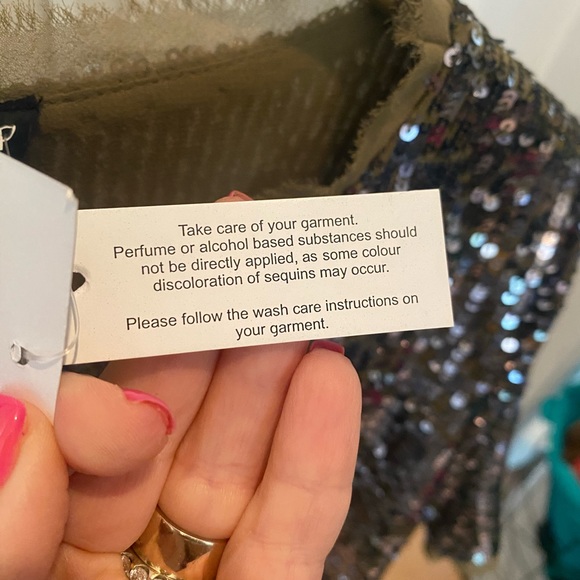 Take care of your garment.
Perfume or alcohol based substances should
not be directly applied, as some colour
discoloration of sequins may occur.
Please follow the wash care instructions on
your garment.